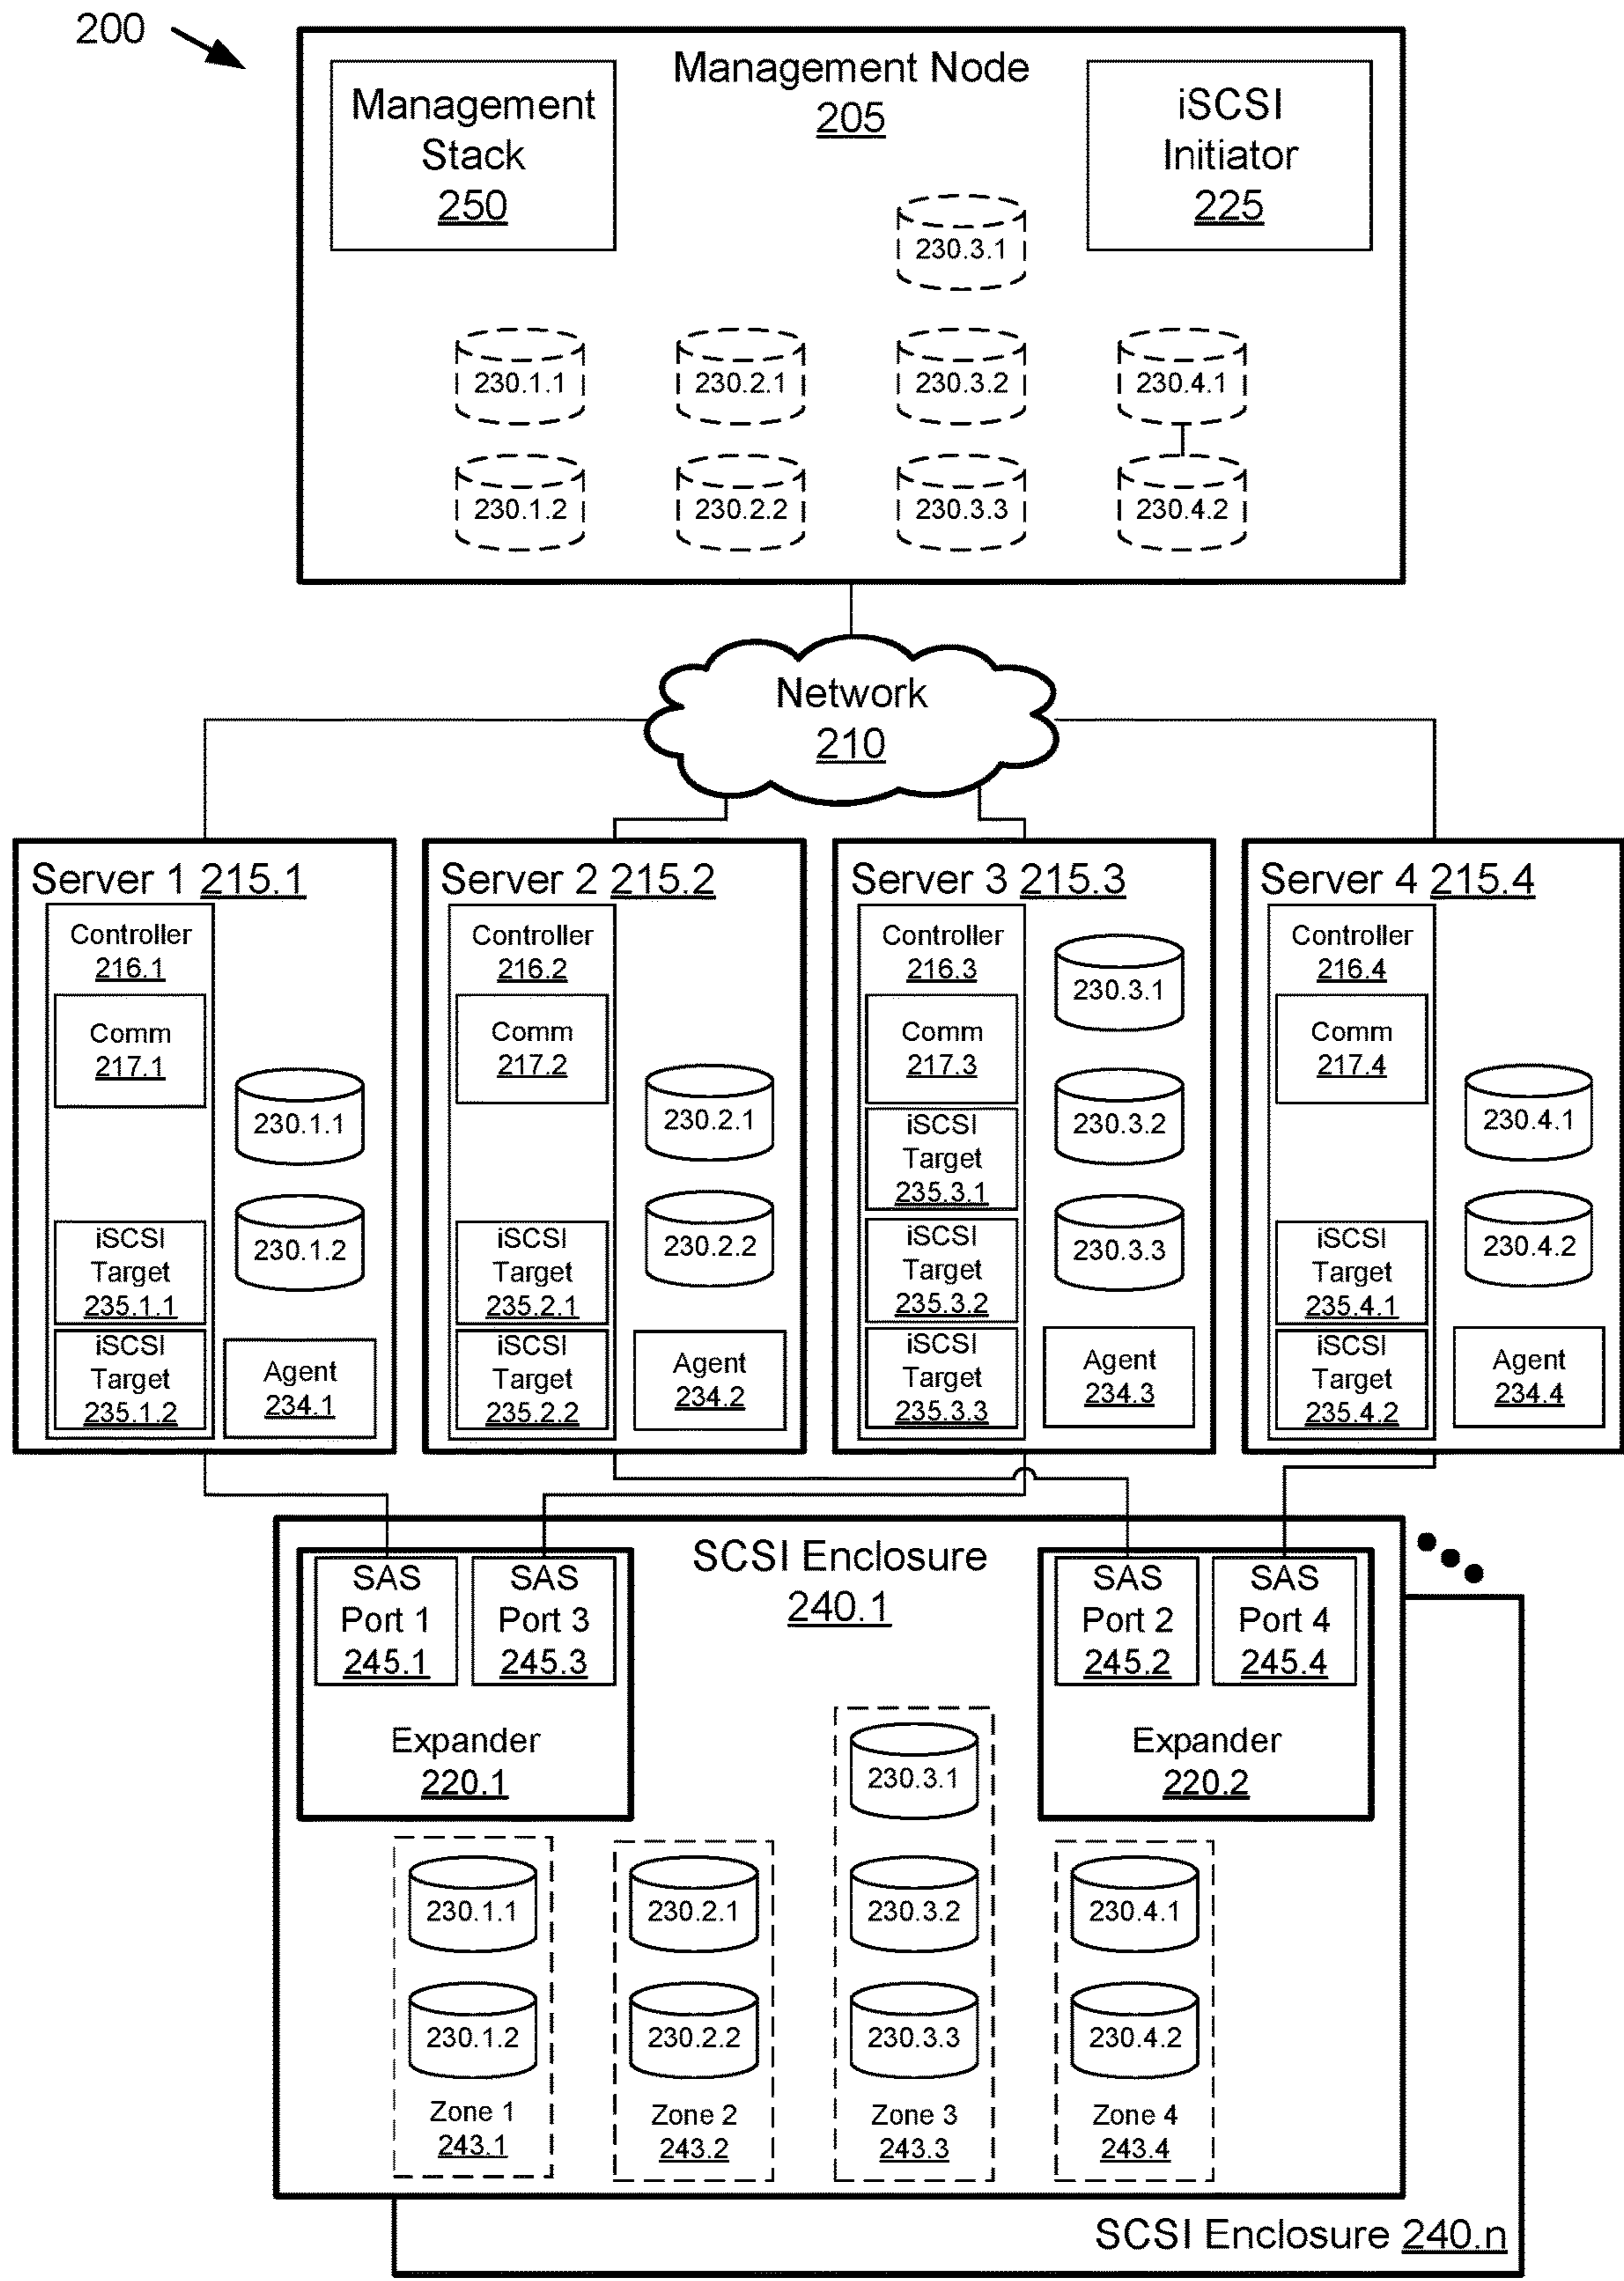 200
Management Node
205
Management
Stack
250
iSCSI
Initiator
225
230.3.1
230.1.1
230.2.1
230.3.2
230.4.1
230.1.2
230.2.2
230.3.3
230.4.2
Network
210
Server 1 215.1
Controller
216.1
Comm
217.1
230.1.1
230.1.2
iSCSI
Target
235.1.1
iSCSI
Target
235.1.2
Agent
234.1
Server 2 215.2
Controller
216.2
Comm
217.2
230.2.1
230.2.2
iSCSI
Target
235.2.1
iSCSI
Target
235.2.2
Agent
234.2
Server 3 215.3
Controller
216.3
230.3.1
Comm
217.3
230.3.2
iSCSI
Target
235.3.1
230.3.3
iSCSI
Target
235.3.2
iSCSI
Target
235.3.3
Agent
234.3
Server 4 215.4
Controller
216.4
Comm
217.4
230.4.1
230.4.2
iSCSI
Target
235.4.1
iSCSI
Target
235.4.2
Agent
234.4
SCSI Enclosure
240.1
SAS
Port 1
245.1
SAS
Port 3
245.3
Expander
220.1
SAS
Port 2
245.2
SAS
Port 4
245.4
Expander
220.2
230.1.1
230.1.2
Zone 1
243.1
230.2.1
230.2.2
Zone 2
243.2
230.3.1
230.3.2
230.3.3
Zone 3
243.3
230.4.1
230.4.2
Zone 4
243.4
SCSI Enclosure 240.n